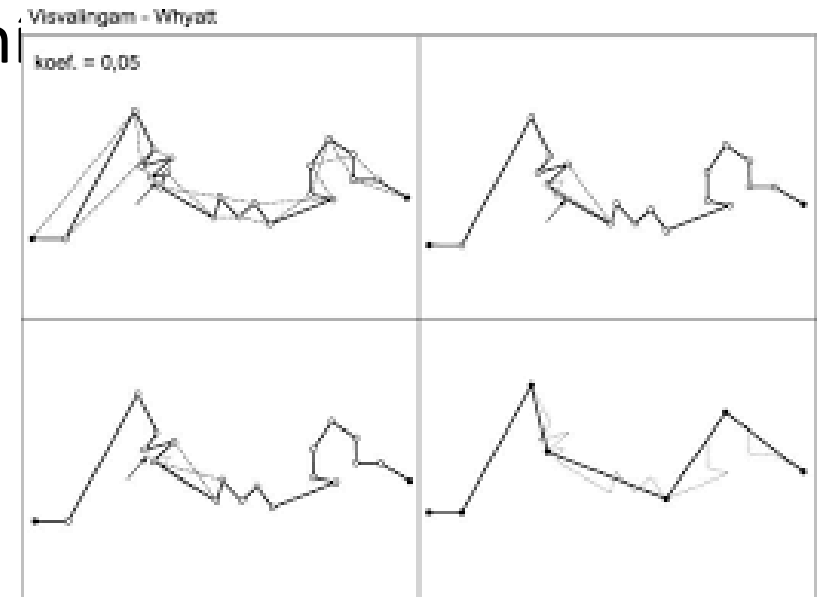 Visvalingam - Whyatt
koef. = 0,05